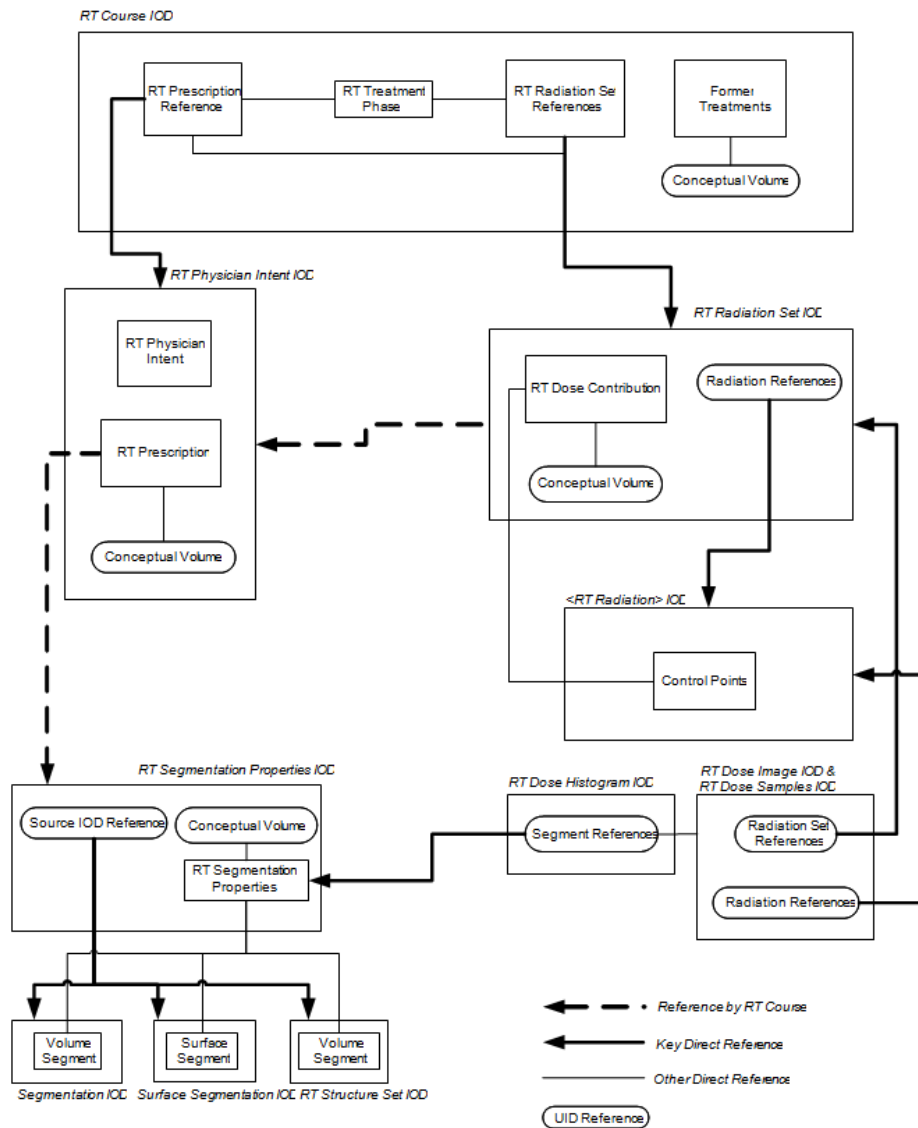 RT Course IOD
RT Prescription
Reference
RT Treatment
Phase
RT Radiation Set
References
Former
Treatments
Conceptual Volume
RT Physician Intent IOD
RT Physician
Intent
RT Prescription
Conceptual Volume
RT Radiation Set IOD
RT Dose Contribution
Radiation References
Conceptual Volume
<RT Radiation> IOD
Control Points
RT Segmentation Properties IOD
Source IOD Reference
Conceptual Volume
RT Segmentation
Properties
RT Dose Histogram IOD
Segment References
RT Dose Image IOD &
RT Dose Samples IOD
Radiation Set
References
Radiation References
Volume
Segment
Surface
Segment
Volume
Segment
Segmentation IOD
Surface Segmentation IOD
RT Structure Set IOD
Reference by RT Course
Key Direct Reference
Other Direct Reference
UID Reference